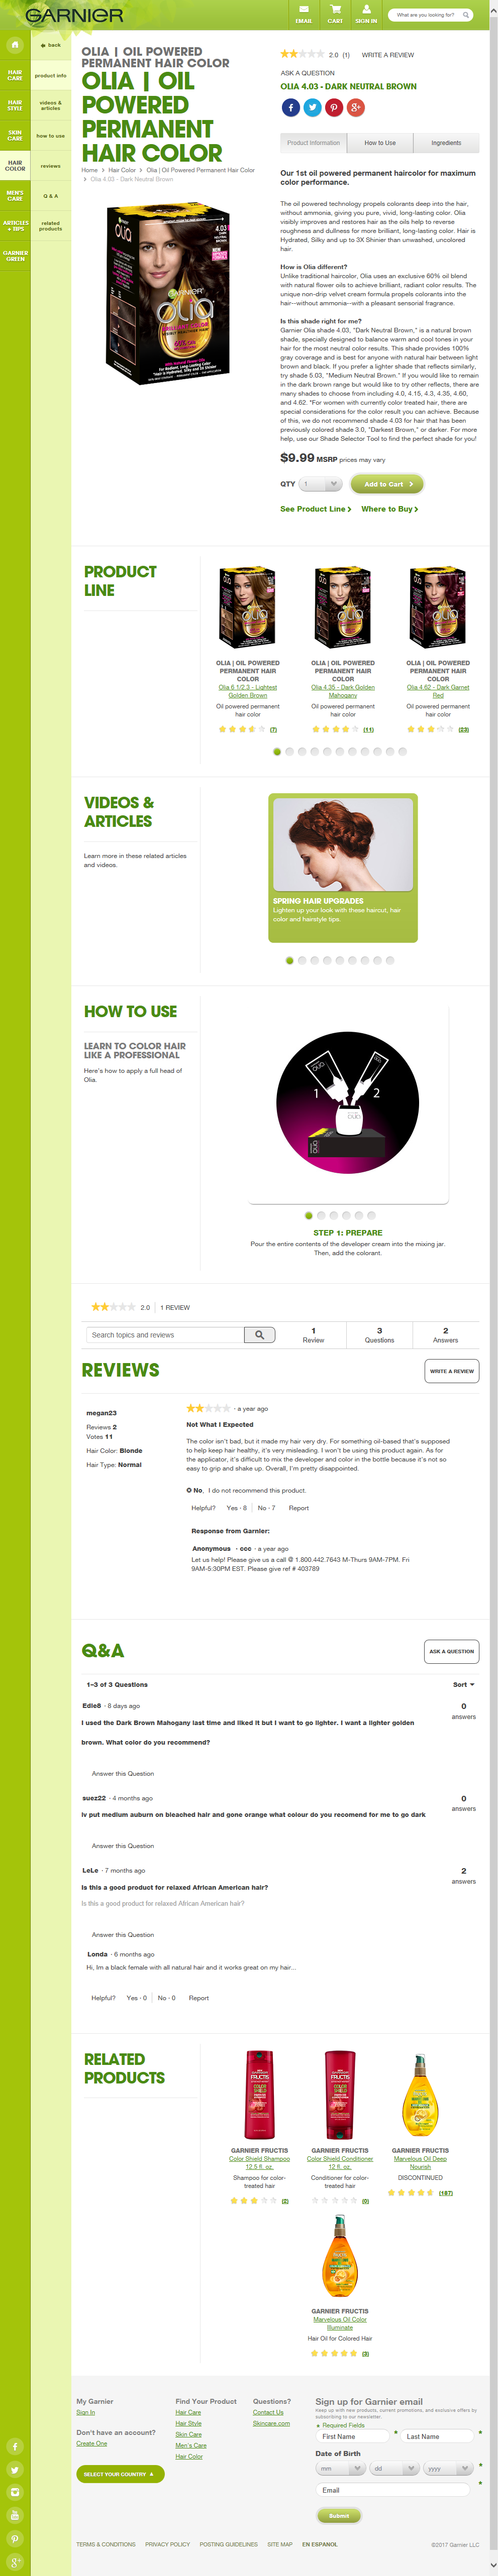 GARNIER
EMAIL
CART
SIGN IN
What are you looking for?
HAIR CARE
HAIR STYLE
SKIN CARE
HAIR COLOR
MEN'S CARE
ARTICLES + TIPS
GARNIER GREEN
back
product info
videos & articles
how to use
reviews
Q & A
related products
OLIA | OIL POWERED
PERMANENT HAIR COLOR
OLIA | OIL
POWERED
PERMANENT
HAIR COLOR
Home > Hair Color > Olia | Oil Powered Permanent Hair Color
> Olia 4.03 - Dark Neutral Brown
2.0 (1) WRITE A REVIEW
ASK A QUESTION
OLIA 4.03 - DARK NEUTRAL BROWN
Product Information How to Use Ingredients
Our 1st oil powered permanent haircolor for maximum
color performance.
The oil powered technology propels colorants deep into the hair,
without ammonia, giving you pure, vivid, long-lasting color. Olia
visibly improves and restores hair as the oils help to reverse
roughness and dullness for even more brilliant, long-lasting color. Hair is
Hydrated, Silky and up to 3X Shinier than unwashed, uncolored
hair.
How is Olia different?
Unlike traditional haircolor, Olia uses an exclusive 60% oil blend
with natural flower oils to achieve brilliant, radiant color results. The
unique non-drip velvet cream formula propels colorants into the
hair--without ammonia--with a pleasant sensorial fragrance.
Is this shade right for me?
Garnier Olia shade 4.03, "Dark Neutral Brown," is a natural brown
shade, specially designed to balance warm and cool tones in your
hair for the most neutral color results. This shade provides 100%
grey coverage and is best for anyone with natural hair between light
brown and black. If you prefer a lighter shade that reflects similarly,
try shade 5.03, "Medium Neutral Brown." If you would like to remain
in the dark brown range but would like to try other reflects, there are
many shades to choose from including 4.0, 4.15, 4.3, 4.35, 4.60,
and 4.62. *For women with currently color treated hair, there are
special considerations for the color result you can achieve. Because
of this, we do not recommend shade 4.03 for hair that has been
previously colored shade 3.0, "Darkest Brown," or darker. For more
help, use our Shade Selector Tool to find the perfect shade for you!
$9.99 MSRP prices may vary
QTY 1 Add to Cart >
See Product Line > Where to Buy >
PRODUCT
LINE
OLIA | OIL POWERED
PERMANENT HAIR
COLOR
Olia 6 1/2.3 - Lightest
Golden Brown
Oil powered permanent
hair color
(7)
OLIA | OIL POWERED
PERMANENT HAIR
COLOR
Olia 4.35 - Dark Golden
Mahogany
Oil powered permanent
hair color
(11)
OLIA | OIL POWERED
PERMANENT HAIR
COLOR
Olia 4.62 - Dark Garnet
Red
Oil powered permanent
hair color
(23)
VIDEOS &
ARTICLES
Learn more in these related articles
and videos.
SPRING HAIR UPGRADES
Lighten up your look with these haircut, hair
color and hairstyle tips.
HOW TO USE
LEARN TO COLOR HAIR
LIKE A PROFESSIONAL
Here's how to apply a full head of
Olia.
1 2
STEP 1: PREPARE
Pour the entire contents of the developer cream into the mixing jar.
Then, add the colorant.
2.0 1 REVIEW
Search topics and reviews
1 Review
3 Questions
2 Answers
REVIEWS
WRITE A REVIEW
megan23
Reviews 2
Votes 11
Hair Color: Blonde
Hair Type: Normal
· a year ago
Not What I Expected
The color isn't, bad, but it made my hair very dry. For something oil-based that's supposed
to help keep hair healthy, it's very misleading. I won't be using this product again. As for
the applicator, it's difficult to mix the developer and color in the bottle because it's not so
easy to grip and shake up. Overall, I'm pretty disappointed.
No, I do not recommend this product.
Helpful? Yes · 8 No · 7 Report
Response from Garnier:
Anonymous · ccc · a year ago
Let us help! Please give us a call @ 1.800.442.7643 M-Thurs 9AM-7PM. Fri
9AM-5:30PM EST. Please give ref # 403789
Q&A
ASK A QUESTION
1–3 of 3 Questions
Sort
Edie8 · 8 days ago
0 answers
I used the Dark Brown Mahogany last time and liked it but I want to go lighter. I want a lighter golden
brown. What color do you recommend?
Answer this Question
suez22 · 4 months ago
0 answers
Iv put medium auburn on bleached hair and gone orange what colour do you recomend for me to go dark
Answer this Question
LeLe · 7 months ago
2 answers
Is this a good product for relaxed African American hair?
Is this a good product for relaxed African American hair?
Answer this Question
Londa · 6 months ago
Hi, Im a black female with all natural hair and it works great on my hair...
Helpful? Yes · 0 No · 0 Report
RELATED
PRODUCTS
GARNIER FRUCTIS
Color Shield Shampoo
12.5 fl. oz.
Shampoo for color-
treated hair
(2)
GARNIER FRUCTIS
Color Shield Conditioner
12 fl. oz.
Conditioner for color-
treated hair
(0)
GARNIER FRUCTIS
Marvelous Oil Deep
Nourish
DISCONTINUED
(187)
GARNIER FRUCTIS
Marvelous Oil Color
Illuminate
Hair Oil for Colored Hair
(3)
My Garnier
Sign In
Don't have an account?
Create One
SELECT YOUR COUNTRY
Find Your Product
Hair Care
Hair Style
Skin Care
Men's Care
Hair Color
Questions?
Contact Us
Skincare.com
Sign up for Garnier email
Keep up with new products, current promotions, and exclusive offers by
subscribing to our newsletter.
* Required Fields
First Name * Last Name *
Date of Birth
mm dd yyyy *
Email *
Submit
TERMS & CONDITIONS PRIVACY POLICY POSTING GUIDELINES SITE MAP EN ESPANOL
©2017 Garnier LLC